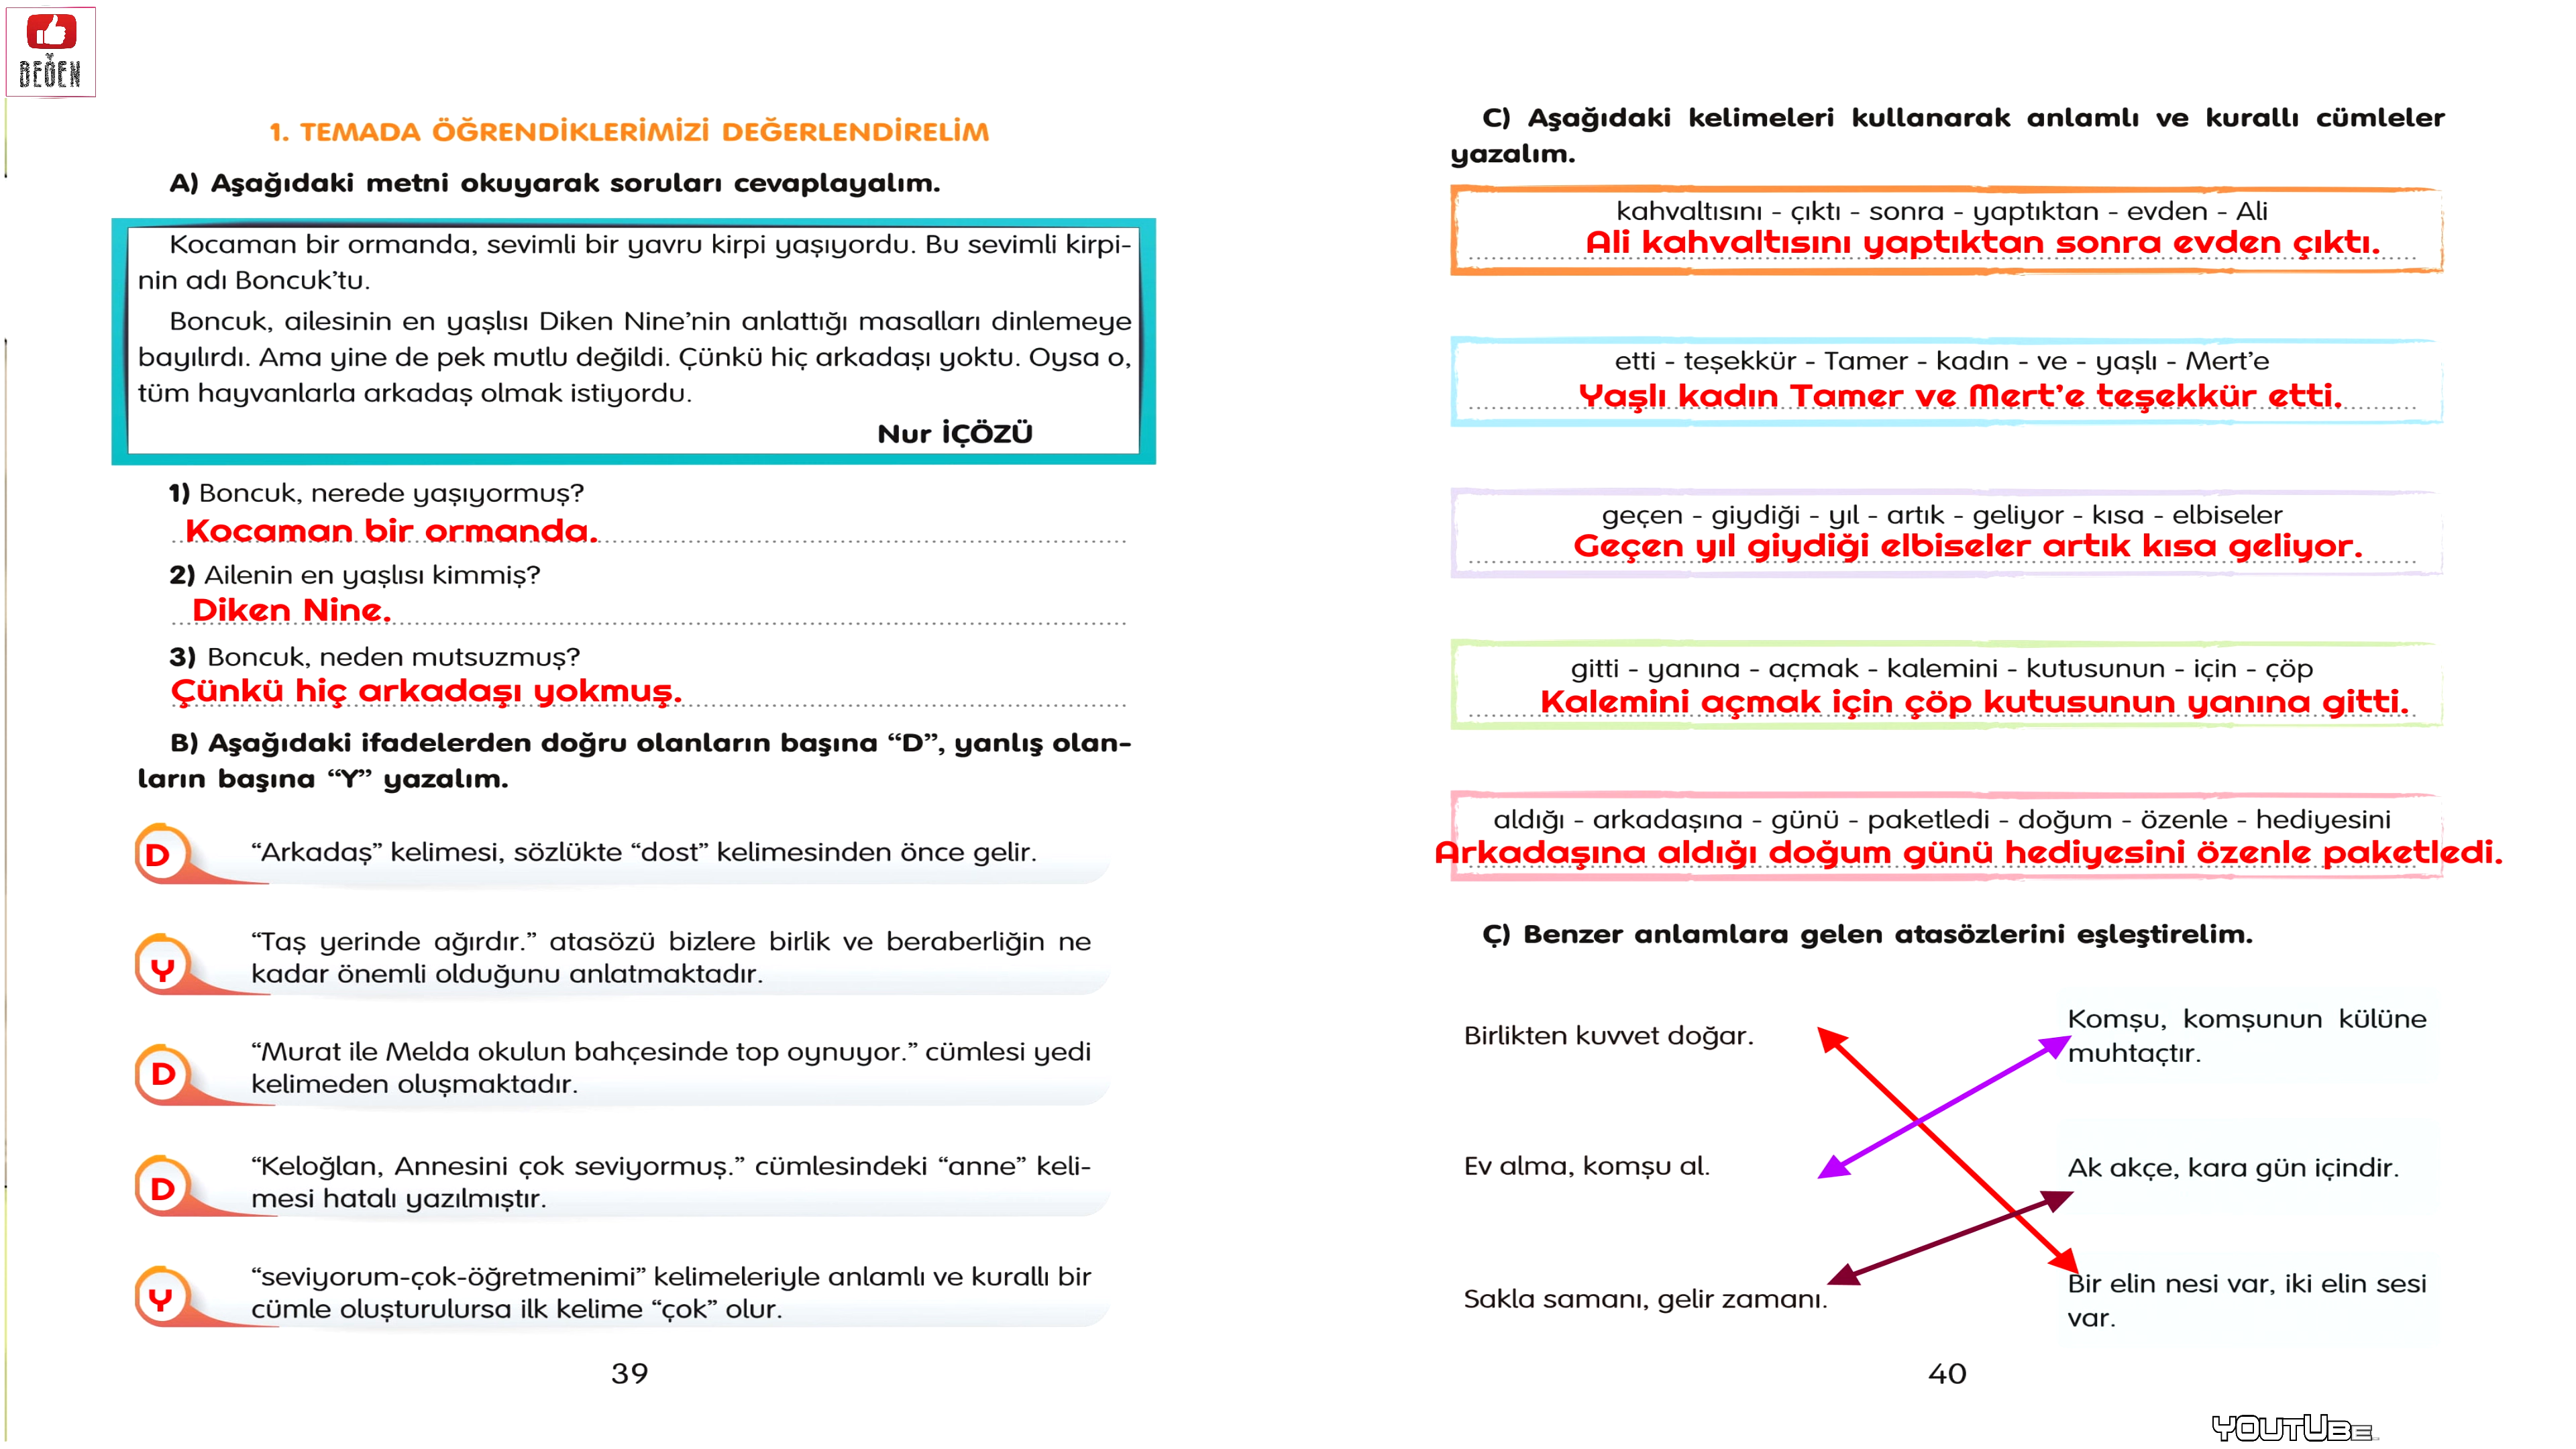 BEĞEN
1. TEMADA ÖĞRENDİKLERİMİZİ DEĞERLENDİRELİM
A) Aşağıdaki metni okuyarak soruları cevaplayalım.
Kocaman bir ormanda, sevimli bir yavru kirpi yaşıyordu. Bu sevimli kirpi-
nin adı Boncuk’tu.
Boncuk, ailesinin en yaşlısı Diken Nine’nin anlattığı masalları dinlemeye
bayılırdı. Ama yine de pek mutlu değildi. Çünkü hiç arkadaşı yoktu. Oysa o,
tüm hayvanlarla arkadaş olmak istiyordu.
Nur İÇÖZÜ
1) Boncuk, nerede yaşıyormuş?
Kocaman bir ormanda.
2) Ailenin en yaşlısı kimmiş?
Diken Nine.
3) Boncuk, neden mutsuzmuş?
Çünkü hiç arkadaşı yokmuş.
B) Aşağıdaki ifadelerden doğru olanların başına “D”, yanlış olan-
ların başına “Y” yazalım.
D “Arkadaş” kelimesi, sözlükte “dost” kelimesinden önce gelir.
Y “Taş yerinde ağırdır.” atasözü bizlere birlik ve beraberliğin ne
kadar önemli olduğunu anlatmaktadır.
D “Murat ile Melda okulun bahçesinde top oynuyor.” cümlesi yedi
kelimeden oluşmaktadır.
D “Keloğlan, Annesini çok seviyormuş.” cümlesindeki “anne” keli-
mesi hatalı yazılmıştır.
Y “seviyorum-çok-öğretmenimi” kelimeleriyle anlamlı ve kurallı bir
cümle oluşturulursa ilk kelime “çok” olur.
39
C) Aşağıdaki kelimeleri kullanarak anlamlı ve kurallı cümleler
yazalım.
kahvaltısını - çıktı - sonra - yaptıktan - evden - Ali
Ali kahvaltısını yaptıktan sonra evden çıktı.
etti - teşekkür - Tamer - kadın - ve - yaşlı - Mert’e
Yaşlı kadın Tamer ve Mert’e teşekkür etti.
geçen - giydiği - yıl - artık - geliyor - kısa - elbiseler
Geçen yıl giydiği elbiseler artık kısa geliyor.
gitti - yanına - açmak - kalemini - kutusunun - için - çöp
Kalemini açmak için çöp kutusunun yanına gitti.
aldığı - arkadaşına - günü - paketledi - doğum - özenle - hediyesini
Arkadaşına aldığı doğum günü hediyesini özenle paketledi.
Ç) Benzer anlamlara gelen atasözlerini eşleştirelim.
Birlikten kuvvet doğar.
Ev alma, komşu al.
Sakla samanı, gelir zamanı.
Komşu, komşunun külüne
muhtaçtır.
Ak akçe, kara gün içindir.
Bir elin nesi var, iki elin sesi
var.
40
YOUTUBE